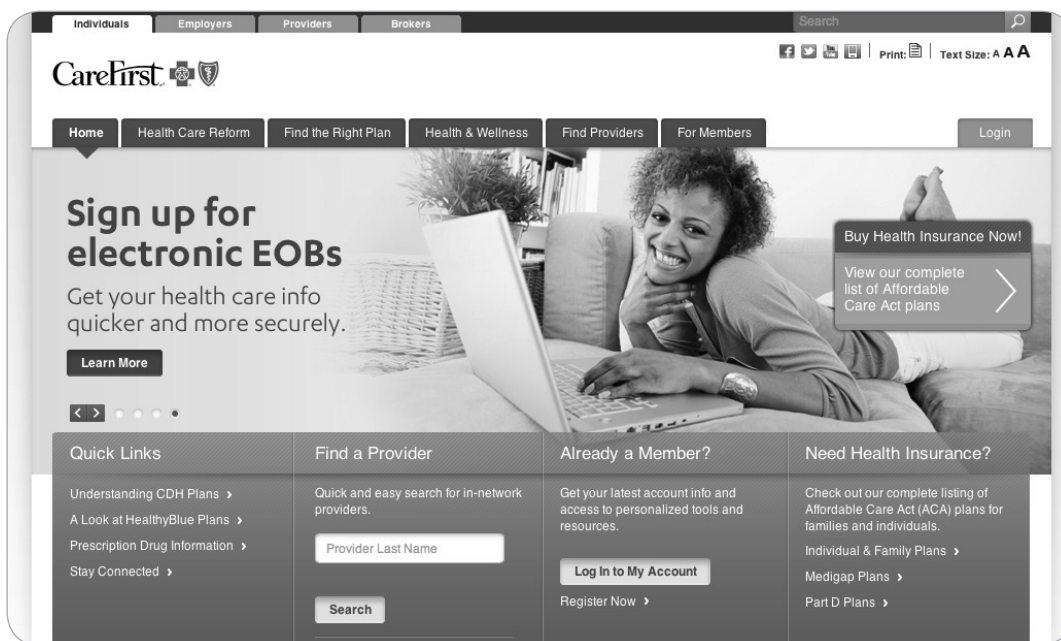 Individuals
Employers
Providers
Brokers
Search
Print:
Text Size: A A A
CareFirst
Home
Health Care Reform
Find the Right Plan
Health & Wellness
Find Providers
For Members
Login
Sign up for
electronic EOBs
Get your health care info
quicker and more securely.
Learn More
Buy Health Insurance Now!
View our complete
list of Affordable
Care Act plans
Quick Links
Understanding CDH Plans
A Look at HealthyBlue Plans
Prescription Drug Information
Stay Connected
Find a Provider
Quick and easy search for in-network
providers.
Provider Last Name
Search
Already a Member?
Get your latest account info and
access to personalized tools and
resources.
Log In to My Account
Register Now
Need Health Insurance?
Check out our complete listing of
Affordable Care Act (ACA) plans for
families and individuals.
Individual & Family Plans
Medigap Plans
Part D Plans